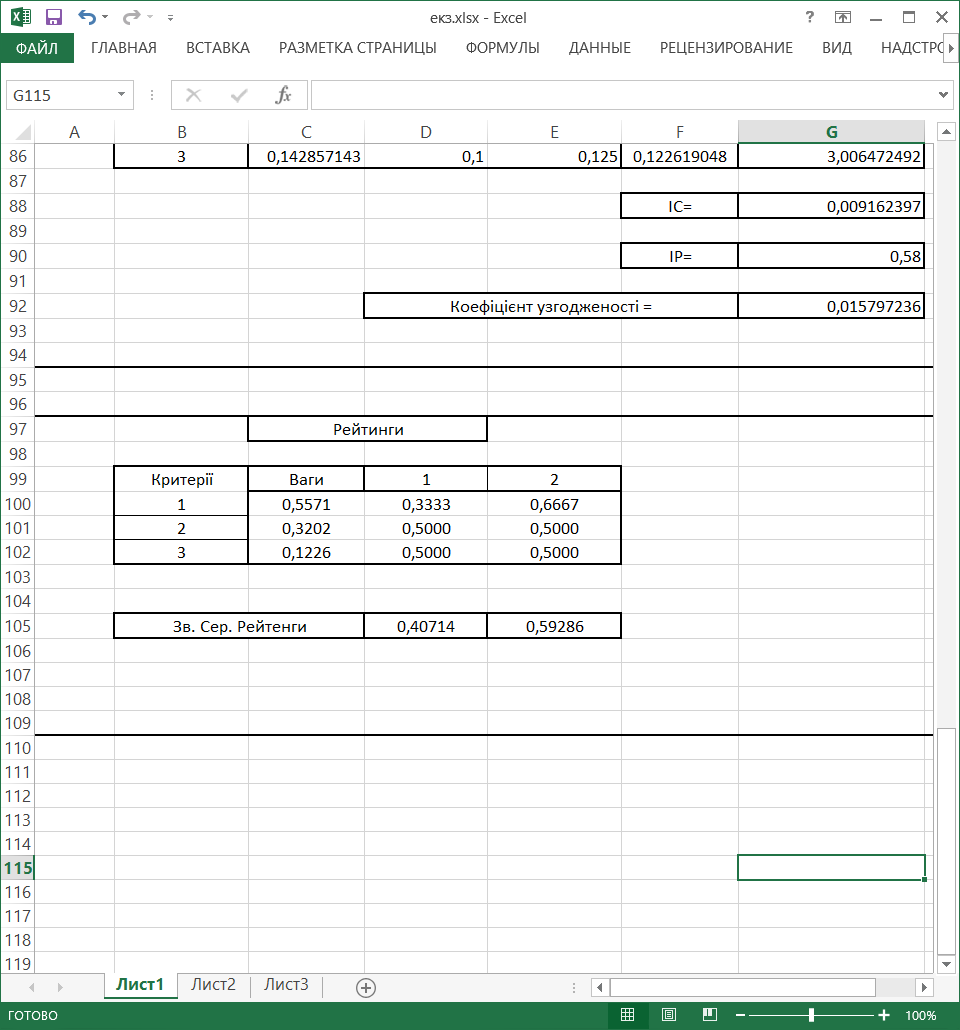 екз.xlsx - Excel
?
ФАЙЛ ГЛАВНАЯ ВСТАВКА РАЗМЕТКА СТРАНИЦЫ ФОРМУЛЫ ДАННЫЕ РЕЦЕНЗИРОВАНИЕ ВИД НАДСТРО
G115 fx
A B C D E F G
86 3 0,142857143 0,1 0,125 0,122619048 3,006472492
87
88 IC= 0,009162397
89
90 IP= 0,58
91
92 Коефіцієнт узгодженості = 0,015797236
93
94
95
96
97 Рейтинги
98
99 Критерії Ваги 1 2
100 1 0,5571 0,3333 0,6667
101 2 0,3202 0,5000 0,5000
102 3 0,1226 0,5000 0,5000
103
104
105 Зв. Сер. Рейтенги 0,40714 0,59286
106
107
108
109
110
111
112
113
114
115
116
117
118
119
Лист1 Лист2 Лист3
ГОТОВО 100%